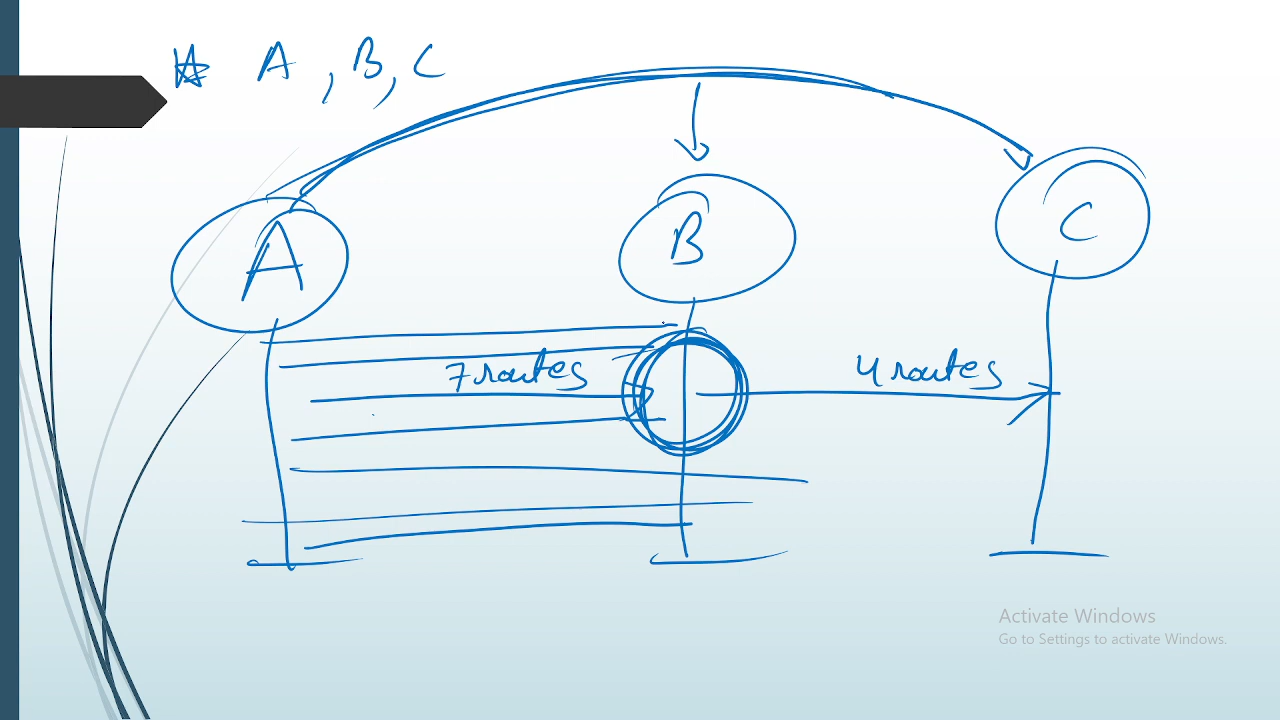 * A , B, C
A
B
C
7 routes
4 routes
Activate Windows
Go to Settings to activate Windows.